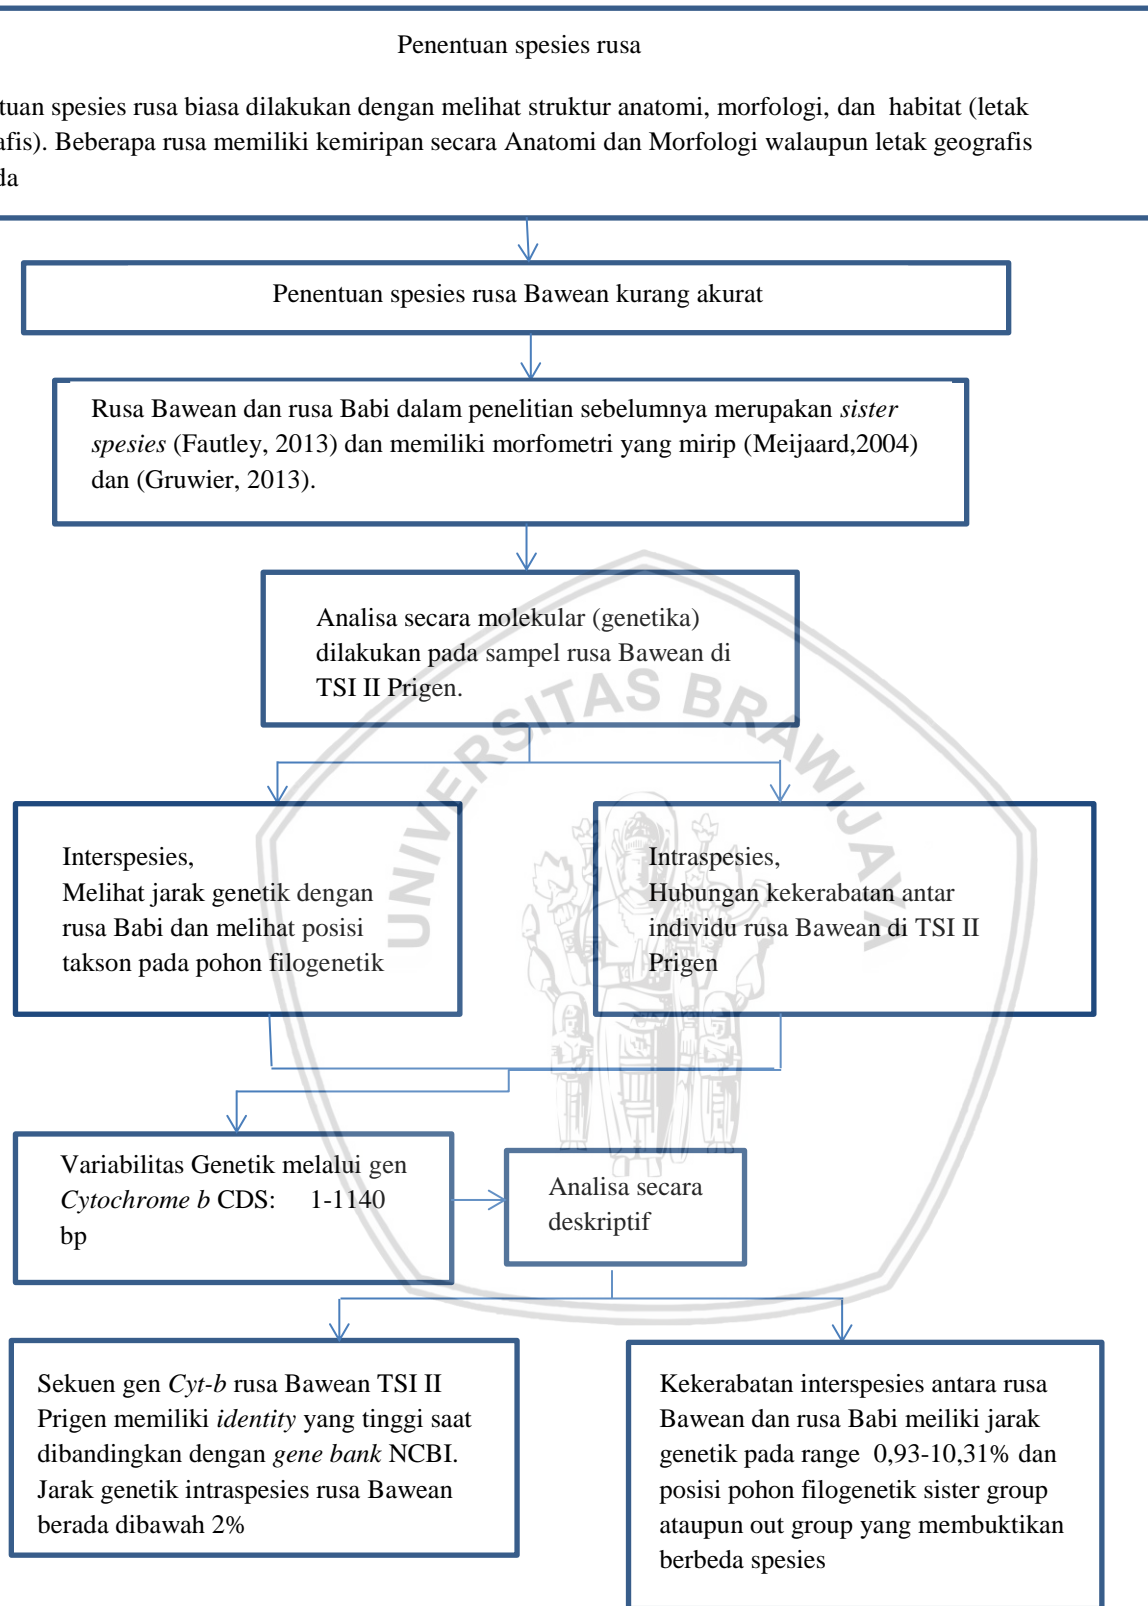 Penentuan spesies rusa
tuan spesies rusa biasa dilakukan dengan melihat struktur anatomi, morfologi, dan habitat (letak
afis). Beberapa rusa memiliki kemiripan secara Anatomi dan Morfologi walaupun letak geografis
da
Penentuan spesies rusa Bawean kurang akurat
Rusa Bawean dan rusa Babi dalam penelitian sebelumnya merupakan sister
spesies (Fautley, 2013) dan memiliki morfometri yang mirip (Meijaard,2004)
dan (Gruwier, 2013).
Analisa secara molekular (genetika)
dilakukan pada sampel rusa Bawean di
TSI II Prigen.
UNIVERSITAS BRAWIJAYA
Interspesies,
Melihat jarak genetik dengan
rusa Babi dan melihat posisi
takson pada pohon filogenetik
Intraspesies,
Hubungan kekerabatan antar
individu rusa Bawean di TSI II
Prigen
Variabilitas Genetik melalui gen
Cytochrome b CDS: 1-1140
bp
Analisa secara
deskriptif
Sekuen gen Cyt-b rusa Bawean TSI II
Prigen memiliki identity yang tinggi saat
dibandingkan dengan gene bank NCBI.
Jarak genetik intraspesies rusa Bawean
berada dibawah 2%
Kekerabatan interspesies antara rusa
Bawean dan rusa Babi meiliki jarak
genetik pada range 0,93-10,31% dan
posisi pohon filogenetik sister group
ataupun out group yang membuktikan
berbeda spesies